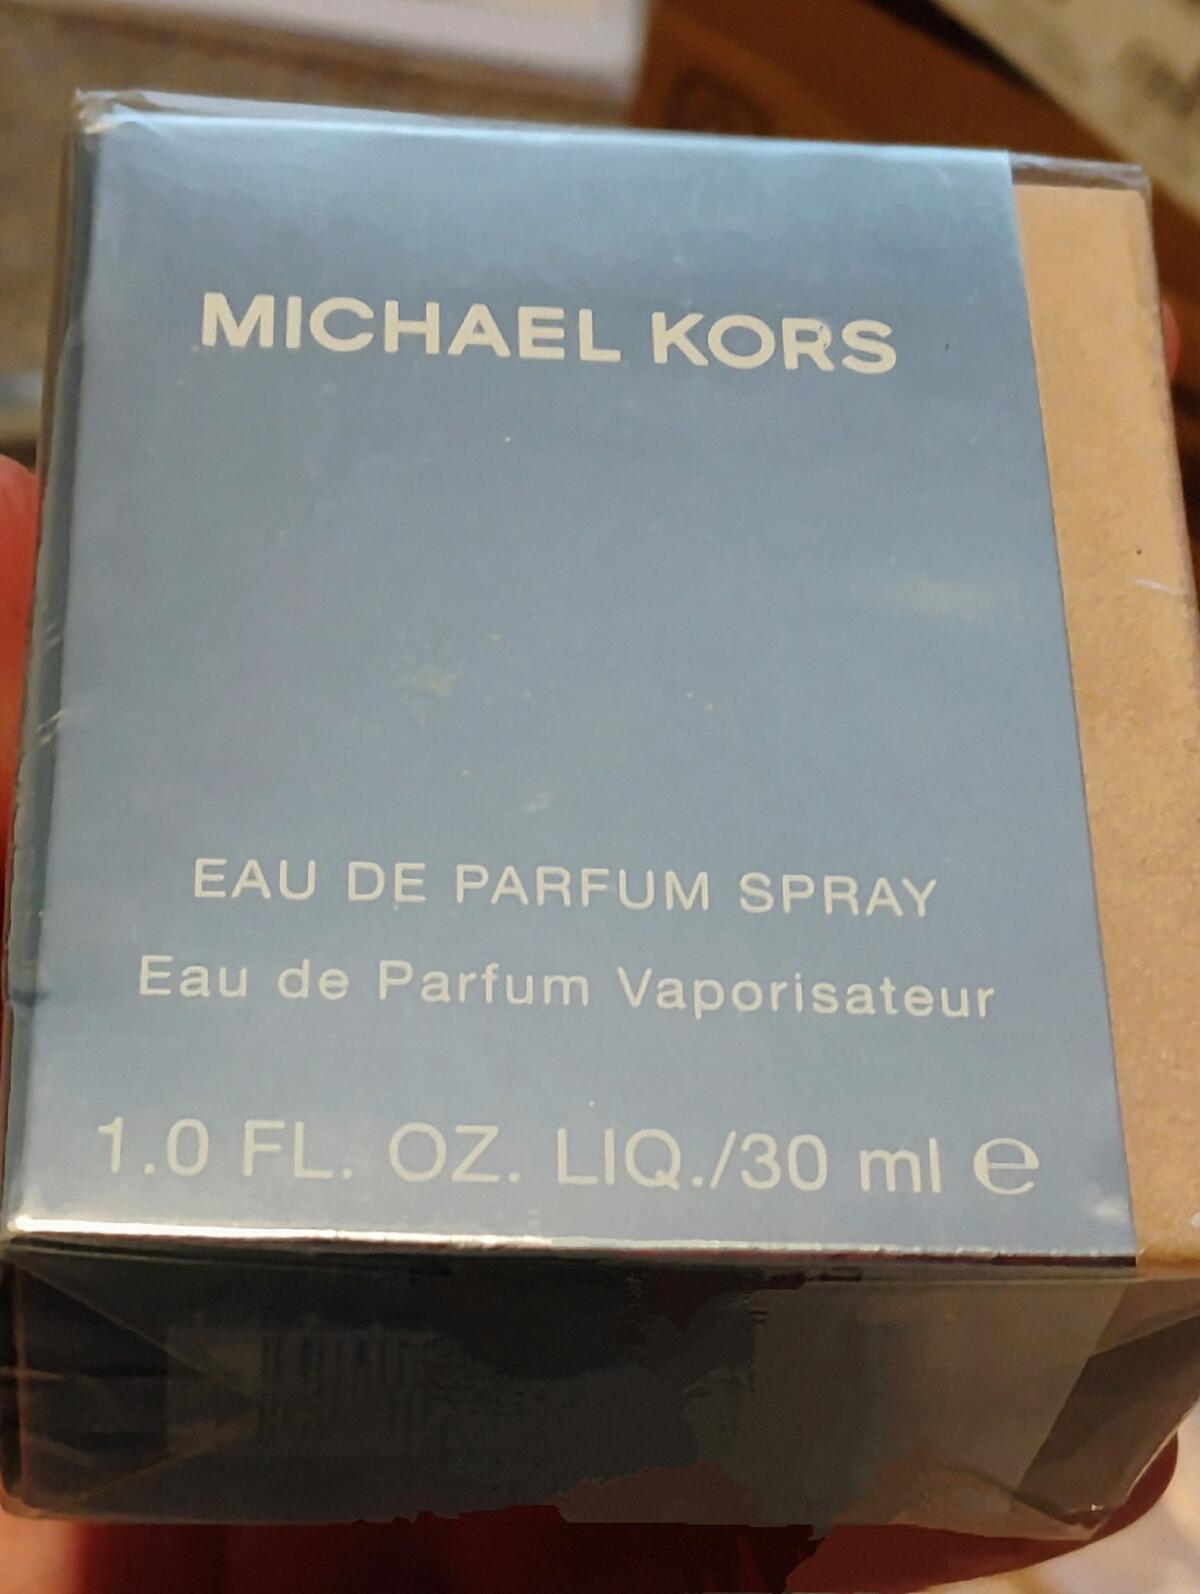 MICHAEL KORS
EAU DE PARFUM SPRAY
Eau de Parfum Vaporisateur
1.0 FL. OZ. LIQ./30 ml ℮